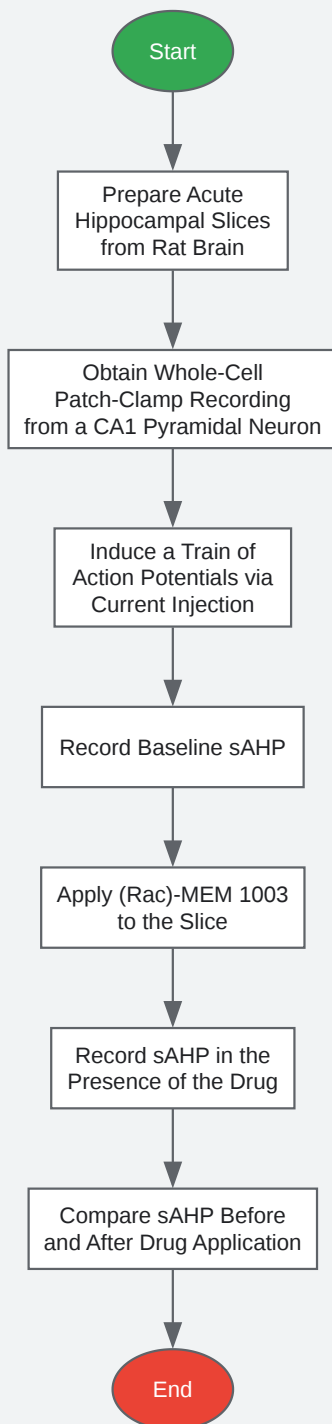 Start
Prepare Acute
Hippocampal Slices
from Rat Brain
Obtain Whole-Cell
Patch-Clamp Recording
from a CA1 Pyramidal Neuron
Induce a Train of
Action Potentials via
Current Injection
Record Baseline sAHP
Apply (Rac)-MEM 1003
to the Slice
Record sAHP in the
Presence of the Drug
Compare sAHP Before
and After Drug Application
End